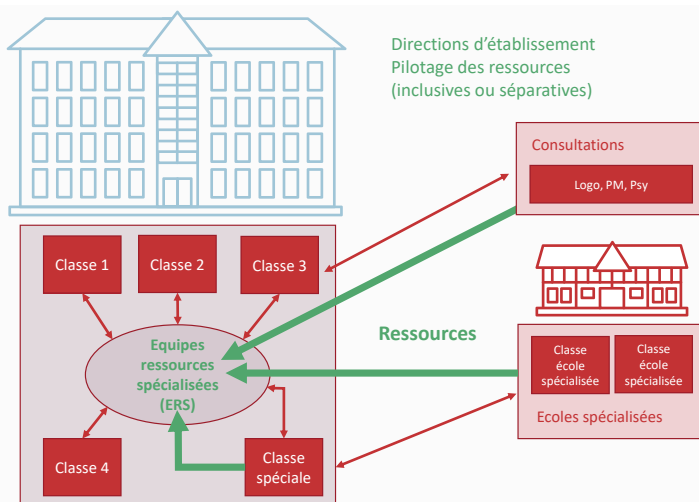 Directions d'établissement
Pilotage des ressources
(inclusives ou séparatives)
Consultations
Logo, PM, Psy
Classe 1
Classe 2
Classe 3
Equipes
ressources
spécialisées
(ERS)
Ressources
Classe
école
spécialisée
Classe
école
spécialisée
Ecoles spécialisées
Classe 4
Classe
spéciale